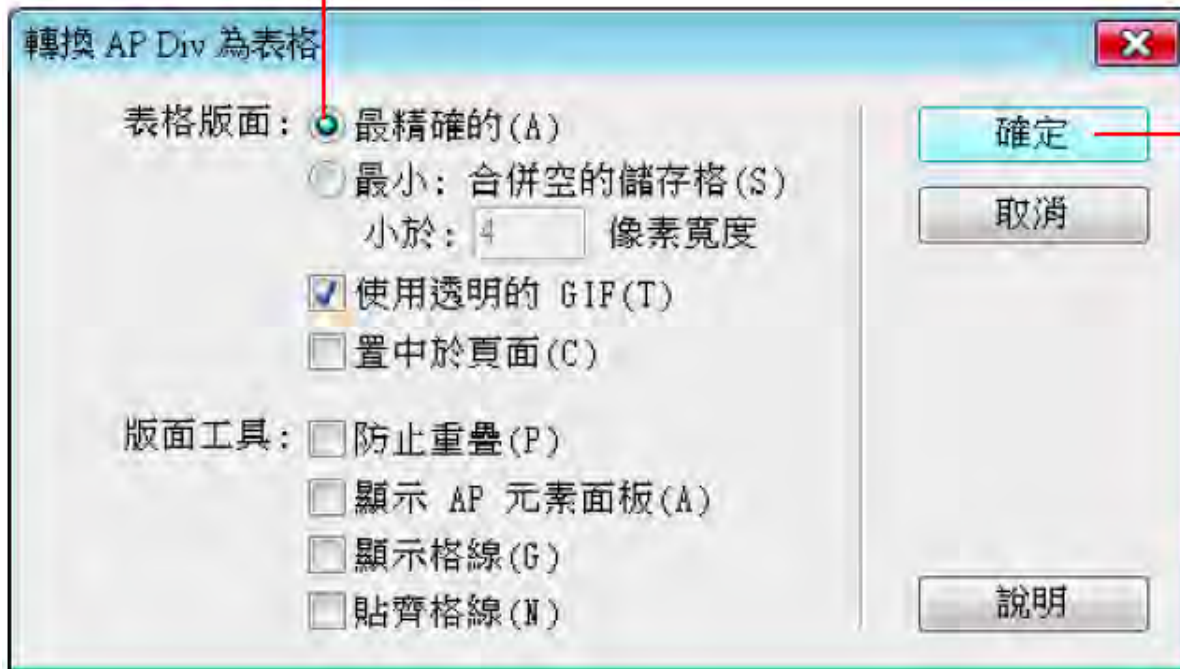 轉換 AP Div 為表格
表格版面: 最精確的(A)
最小: 合併空的儲存格(S)
小於: 4 像素寬度
使用透明的 GIF(T)
置中於頁面(C)
版面工具: 防止重疊(P)
顯示 AP 元素面板(A)
顯示格線(G)
貼齊格線(N)
確定
取消
說明